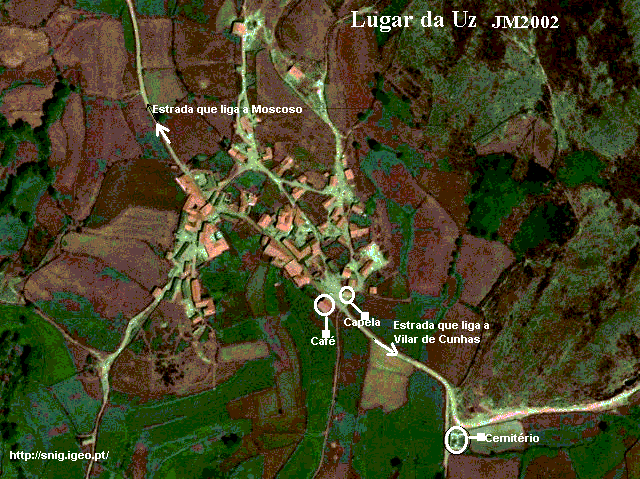 Lugar da Uz JM2002
Estrada que liga a Moscoso
Capela
Estrada que liga a
Vilar de Cunhas
Café
Cemitério
http://snig.igeo.pt/